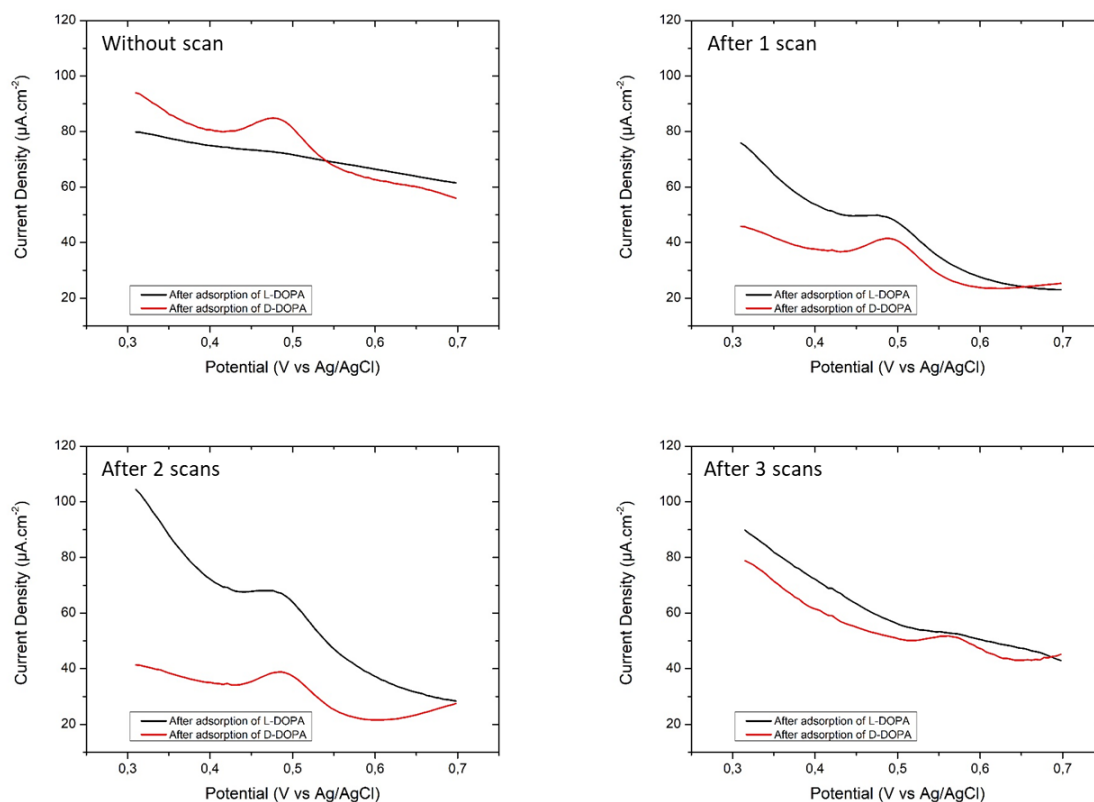 Without scan
120
100
80
60
40
20
Current Density (µA.cm⁻²)
After adsorption of L-DOPA
After adsorption of D-DOPA
0,3 0,4 0,5 0,6 0,7
Potential (V vs Ag/AgCl)
After 1 scan
120
100
80
60
40
20
Current Density (µA.cm⁻²)
After adsorption of L-DOPA
After adsorption of D-DOPA
0,3 0,4 0,5 0,6 0,7
Potential (V vs Ag/AgCl)
After 2 scans
120
100
80
60
40
20
Current Density (µA.cm⁻²)
After adsorption of L-DOPA
After adsorption of D-DOPA
0,3 0,4 0,5 0,6 0,7
Potential (V vs Ag/AgCl)
After 3 scans
120
100
80
60
40
20
Current Density (µA.cm⁻²)
After adsorption of L-DOPA
After adsorption of D-DOPA
0,3 0,4 0,5 0,6 0,7
Potential (V vs Ag/AgCl)